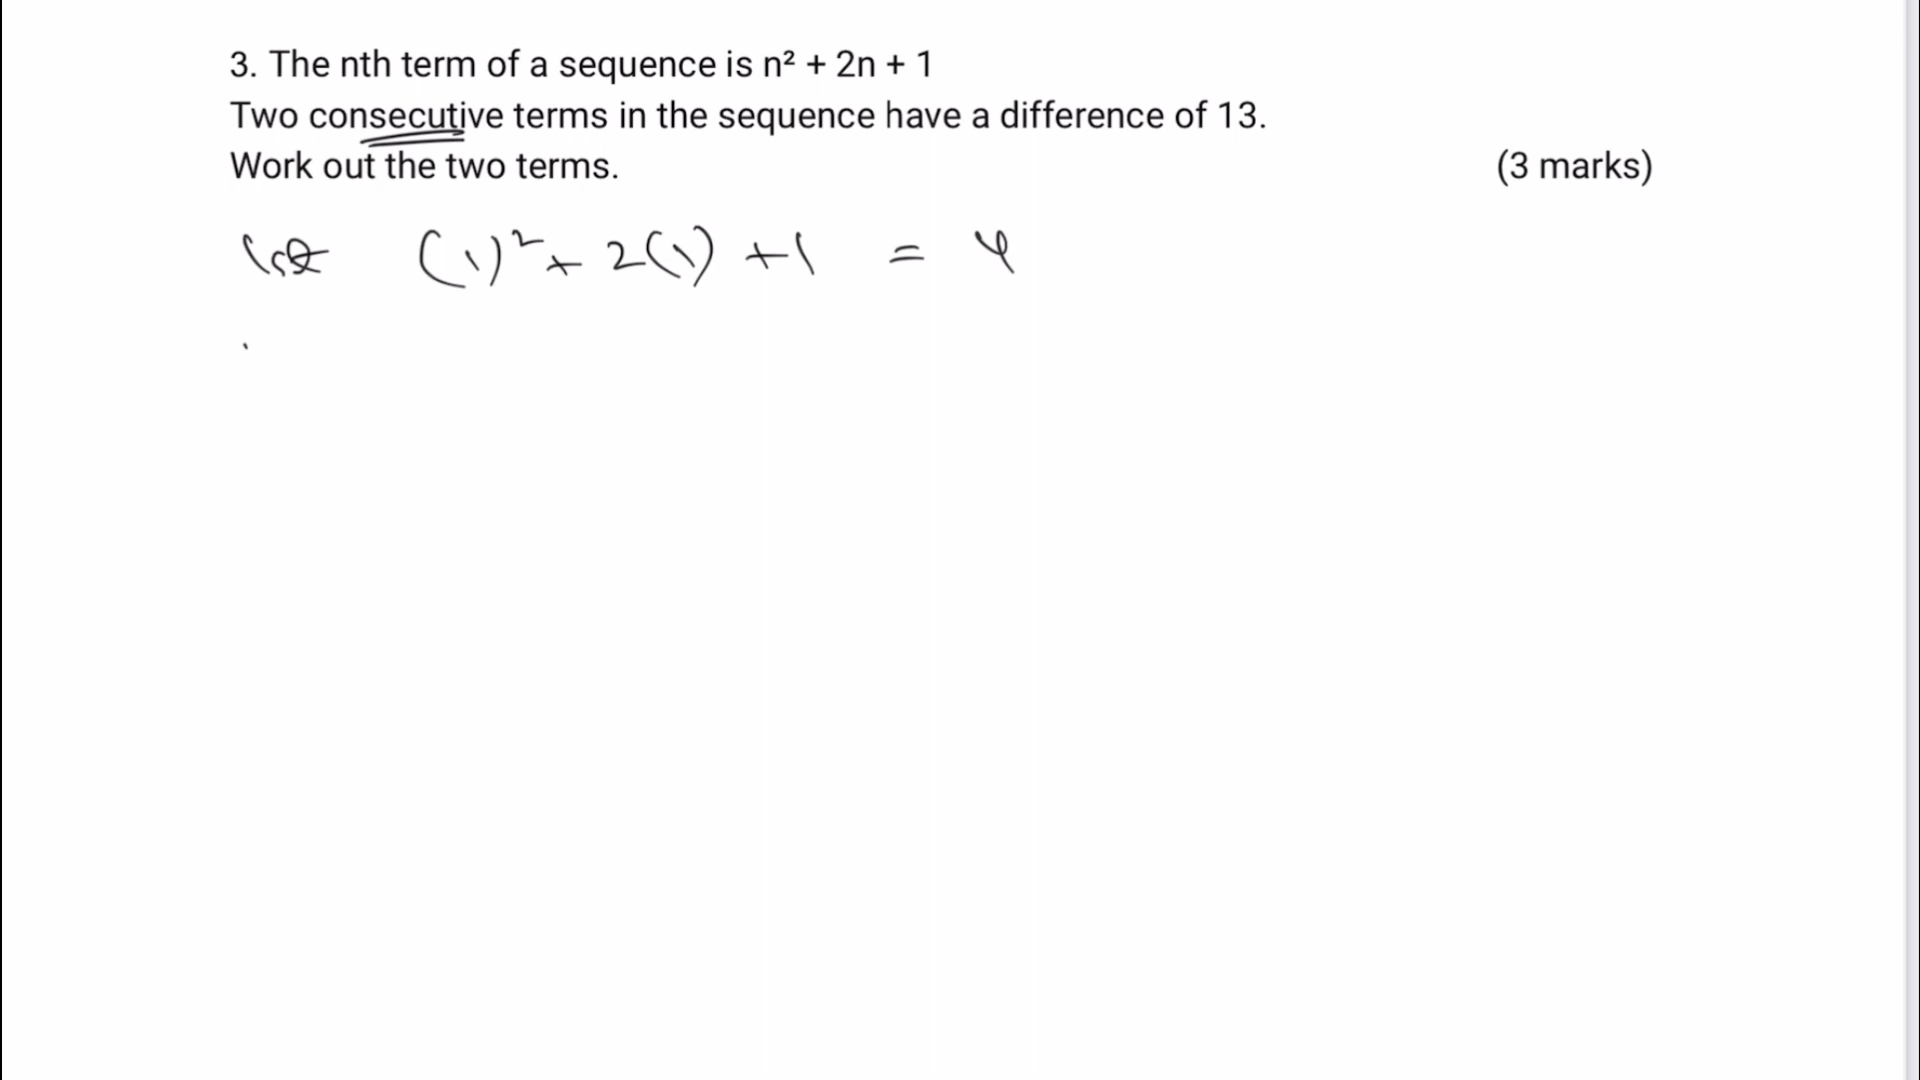 3. The nth term of a sequence is n² + 2n + 1
Two consecutive terms in the sequence have a difference of 13.
Work out the two terms.
(3 marks)
1st (1)² + 2(1) + 1 = 4